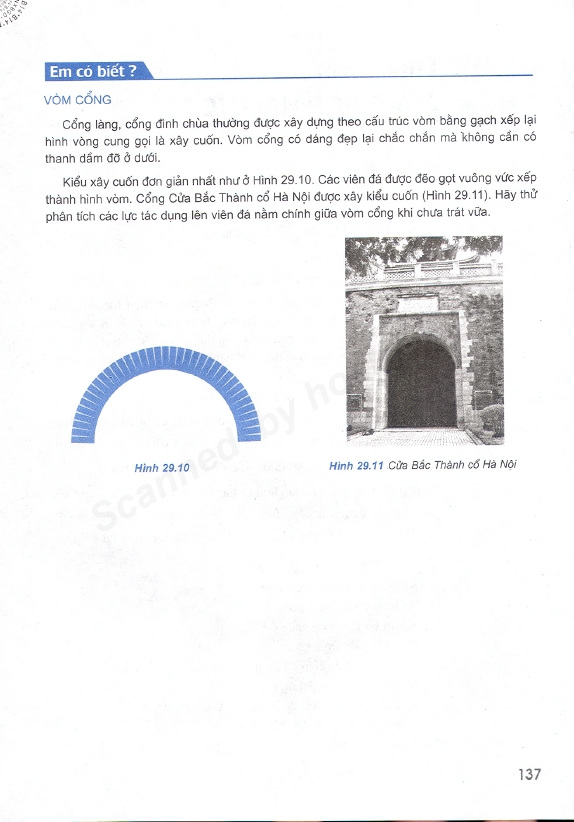 Em có biết ?
VÒM CỔNG
Cổng làng, cổng đình chùa thường được xây dựng theo cấu trúc vòm bằng gạch xếp lại
hình vòng cung gọi là xây cuốn. Vòm cổng có dáng đẹp lại chắc chắn mà không cần có
thanh dầm đỡ ở dưới.
Kiểu xây cuốn đơn giản nhất như ở Hình 29.10. Các viên đá được đẽo gọt vuông vức xếp
thành hình vòm. Cổng Cửa Bắc Thành cổ Hà Nội được xây kiểu cuốn (Hình 29.11). Hãy thử
phân tích các lực tác dụng lên viên đá nằm chính giữa vòm cổng khi chưa trát vữa.
Hình 29.10
Hình 29.11 Cửa Bắc Thành cổ Hà Nội
Scanned by
137